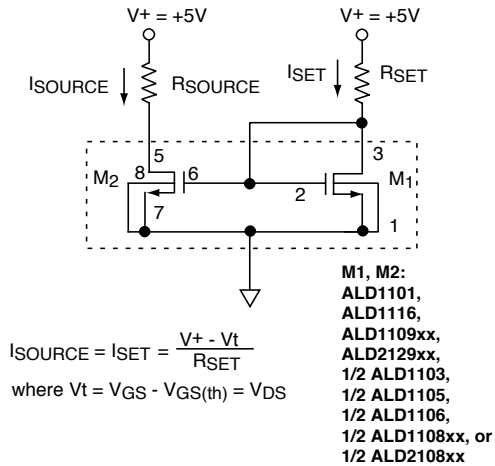 V+ = +5V
V+ = +5V
ISOURCE
RSOURCE
ISET
RSET
5
3
M2
8
6
2
M1
7
1
M1, M2:
ALD1101,
ALD1116,
ALD1109xx,
ALD2129xx,
1/2 ALD1103,
1/2 ALD1105,
1/2 ALD1106,
1/2 ALD1108xx, or
1/2 ALD2108xx
ISOURCE = ISET = V+ - Vt / RSET
where Vt = VGS - VGS(th) = VDS